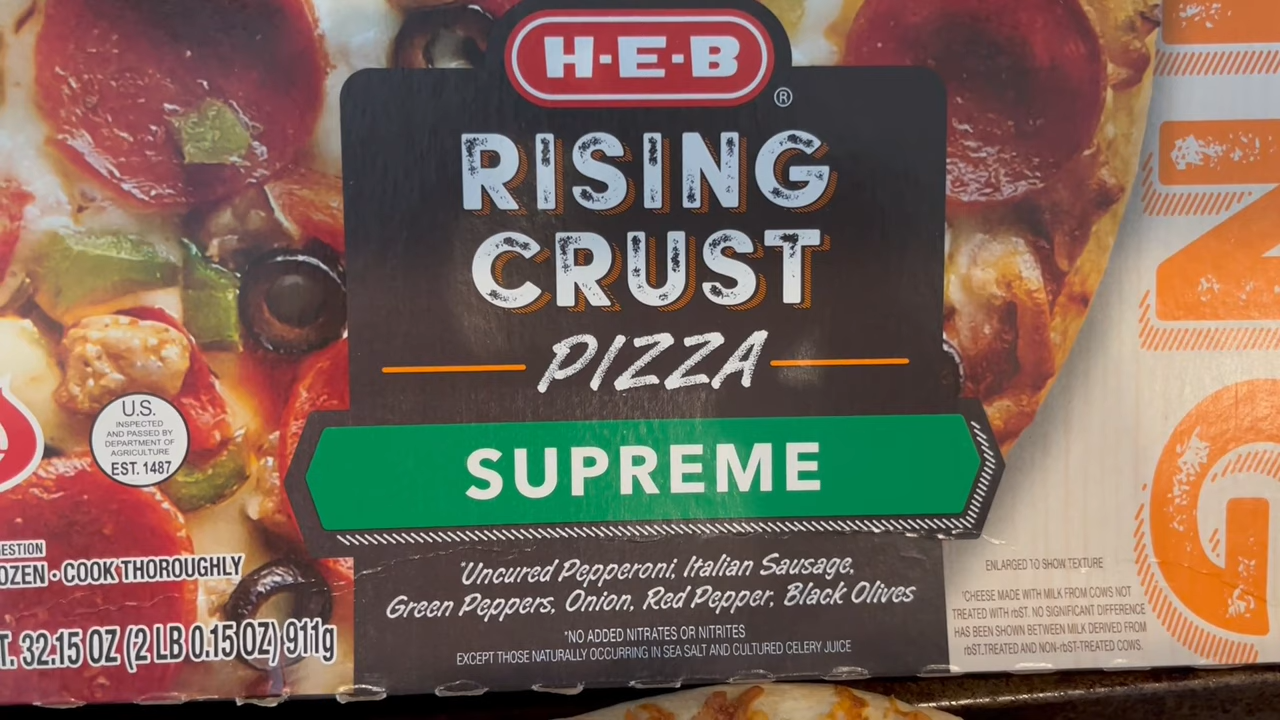 H-E-B
®
RISING
CRUST
PIZZA
SUPREME
*Uncured Pepperoni, Italian Sausage,
Green Peppers, Onion, Red Pepper, Black Olives
*NO ADDED NITRATES OR NITRITES
EXCEPT THOSE NATURALLY OCCURRING IN SEA SALT AND CULTURED CELERY JUICE
U.S.
INSPECTED
AND PASSED BY
DEPARTMENT OF
AGRICULTURE
EST. 1487
COOK THOROUGHLY
32.15 OZ (2 LB 0.15 OZ) 911g
ENLARGED TO SHOW TEXTURE
†CHEESE MADE WITH MILK FROM COWS NOT
TREATED WITH rbST. NO SIGNIFICANT DIFFERENCE
HAS BEEN SHOWN BETWEEN MILK DERIVED FROM
rbST-TREATED AND NON-rbST-TREATED COWS.